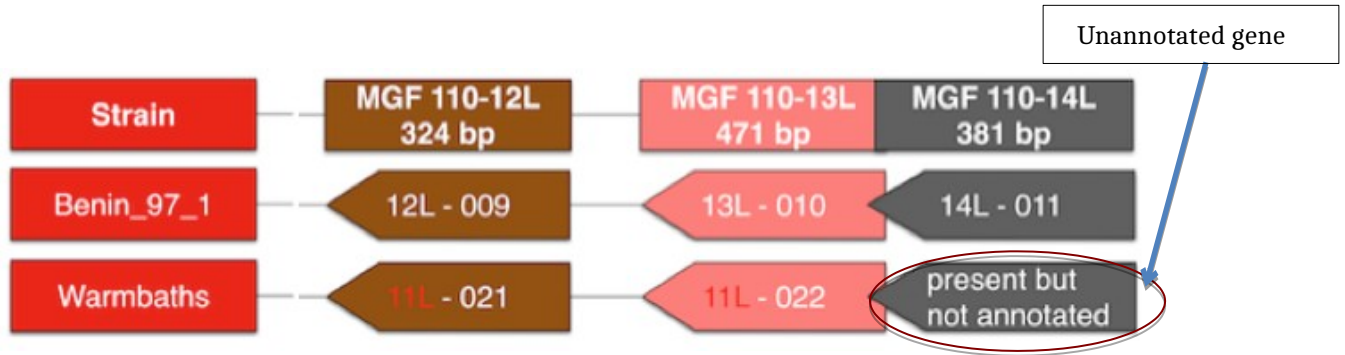 Unannotated gene
Strain
MGF 110-12L
324 bp
MGF 110-13L
471 bp
MGF 110-14L
381 bp
Benin_97_1
12L - 009
13L - 010
14L - 011
Warmbaths
11L - 021
11L - 022
present but
not annotated